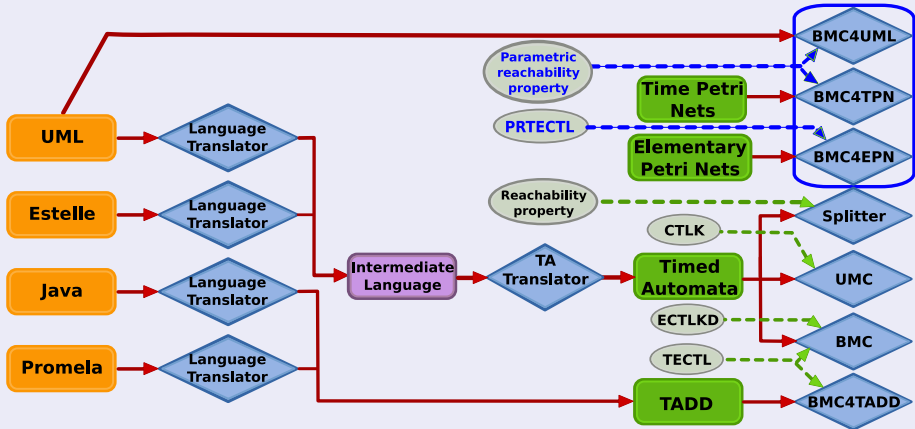 BMC4UML
Parametric
reachability
property
Time Petri
Nets
BMC4TPN
UML
Language
Translator
PRTECTL
Elementary
Petri Nets
BMC4EPN
Estelle
Language
Translator
Reachability
property
Splitter
CTLK
Intermediate
Language
TA
Translator
Timed
Automata
UMC
Java
Language
Translator
ECTLKD
BMC
Promela
Language
Translator
TECTL
TADD
BMC4TADD